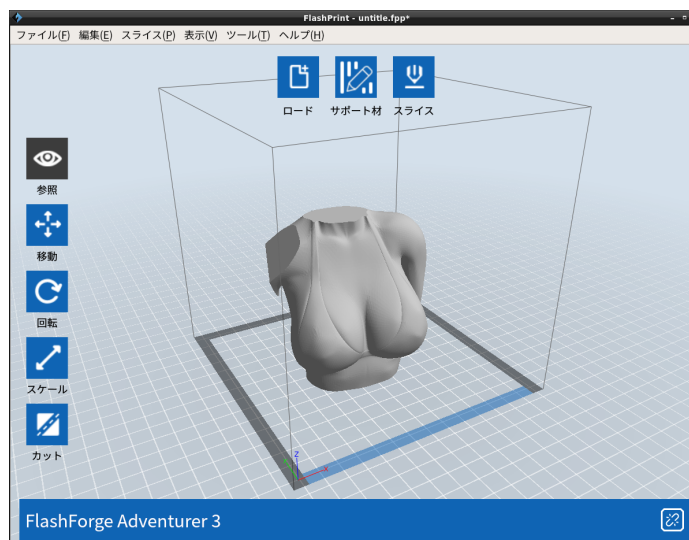 FlashPrint - untitle.fpp*
ファイル(F) 編集(E) スライス(P) 表示(V) ツール(T) ヘルプ(H)
ロード サポート材 スライス
参照
移動
回転
スケール
カット
Z
X
FlashForge Adventurer 3